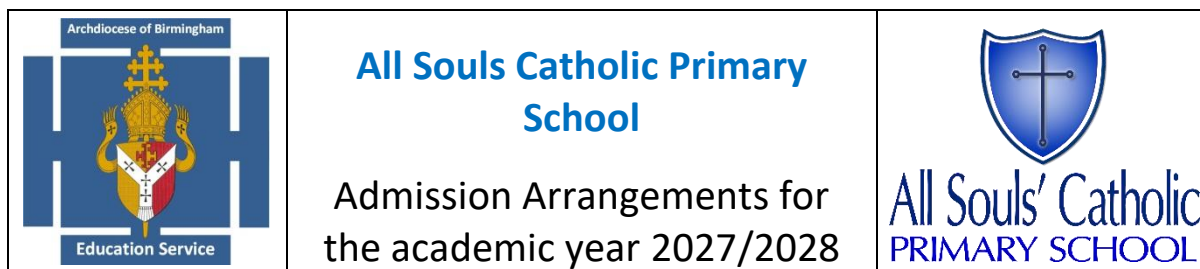 Archdiocese of Birmingham
Education Service
All Souls Catholic Primary
School
Admission Arrangements for
the academic year 2027/2028
All Souls' Catholic
PRIMARY SCHOOL